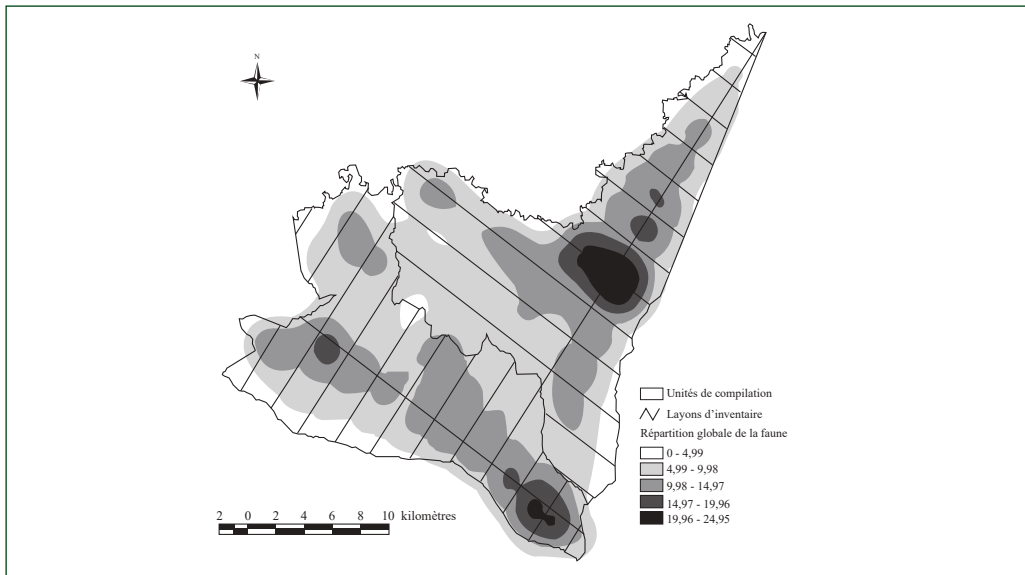 N
Unités de compilation
Layons d'inventaire
Répartition globale de la faune
0 - 4,99
4,99 - 9,98
9,98 - 14,97
14,97 - 19,96
19,96 - 24,95
2 0 2 4 6 8 10 kilomètres